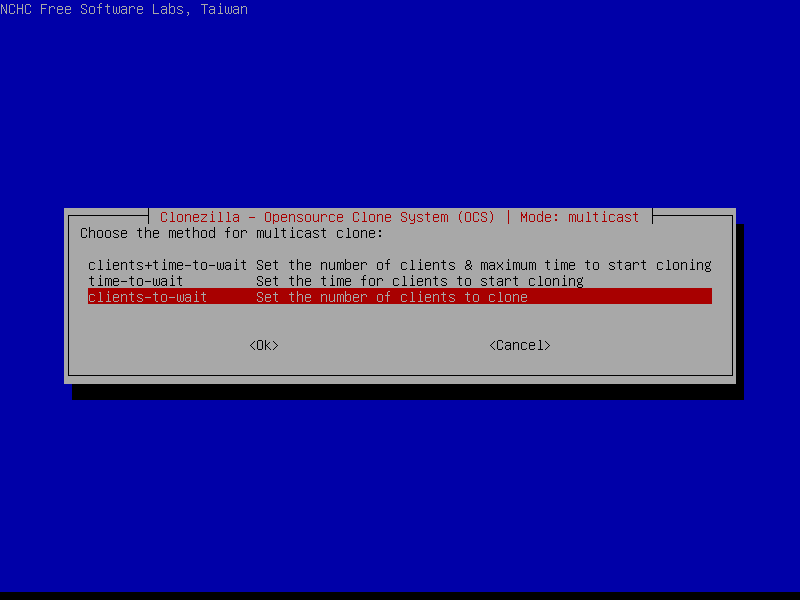 NCHC Free Software Labs, Taiwan
Clonezilla - Opensource Clone System (OCS) | Mode: multicast
Choose the method for multicast clone:
clients+time-to-wait Set the number of clients & maximum time to start cloning
time-to-wait Set the time for clients to start cloning
clients-to-wait Set the number of clients to clone
<Ok> <Cancel>